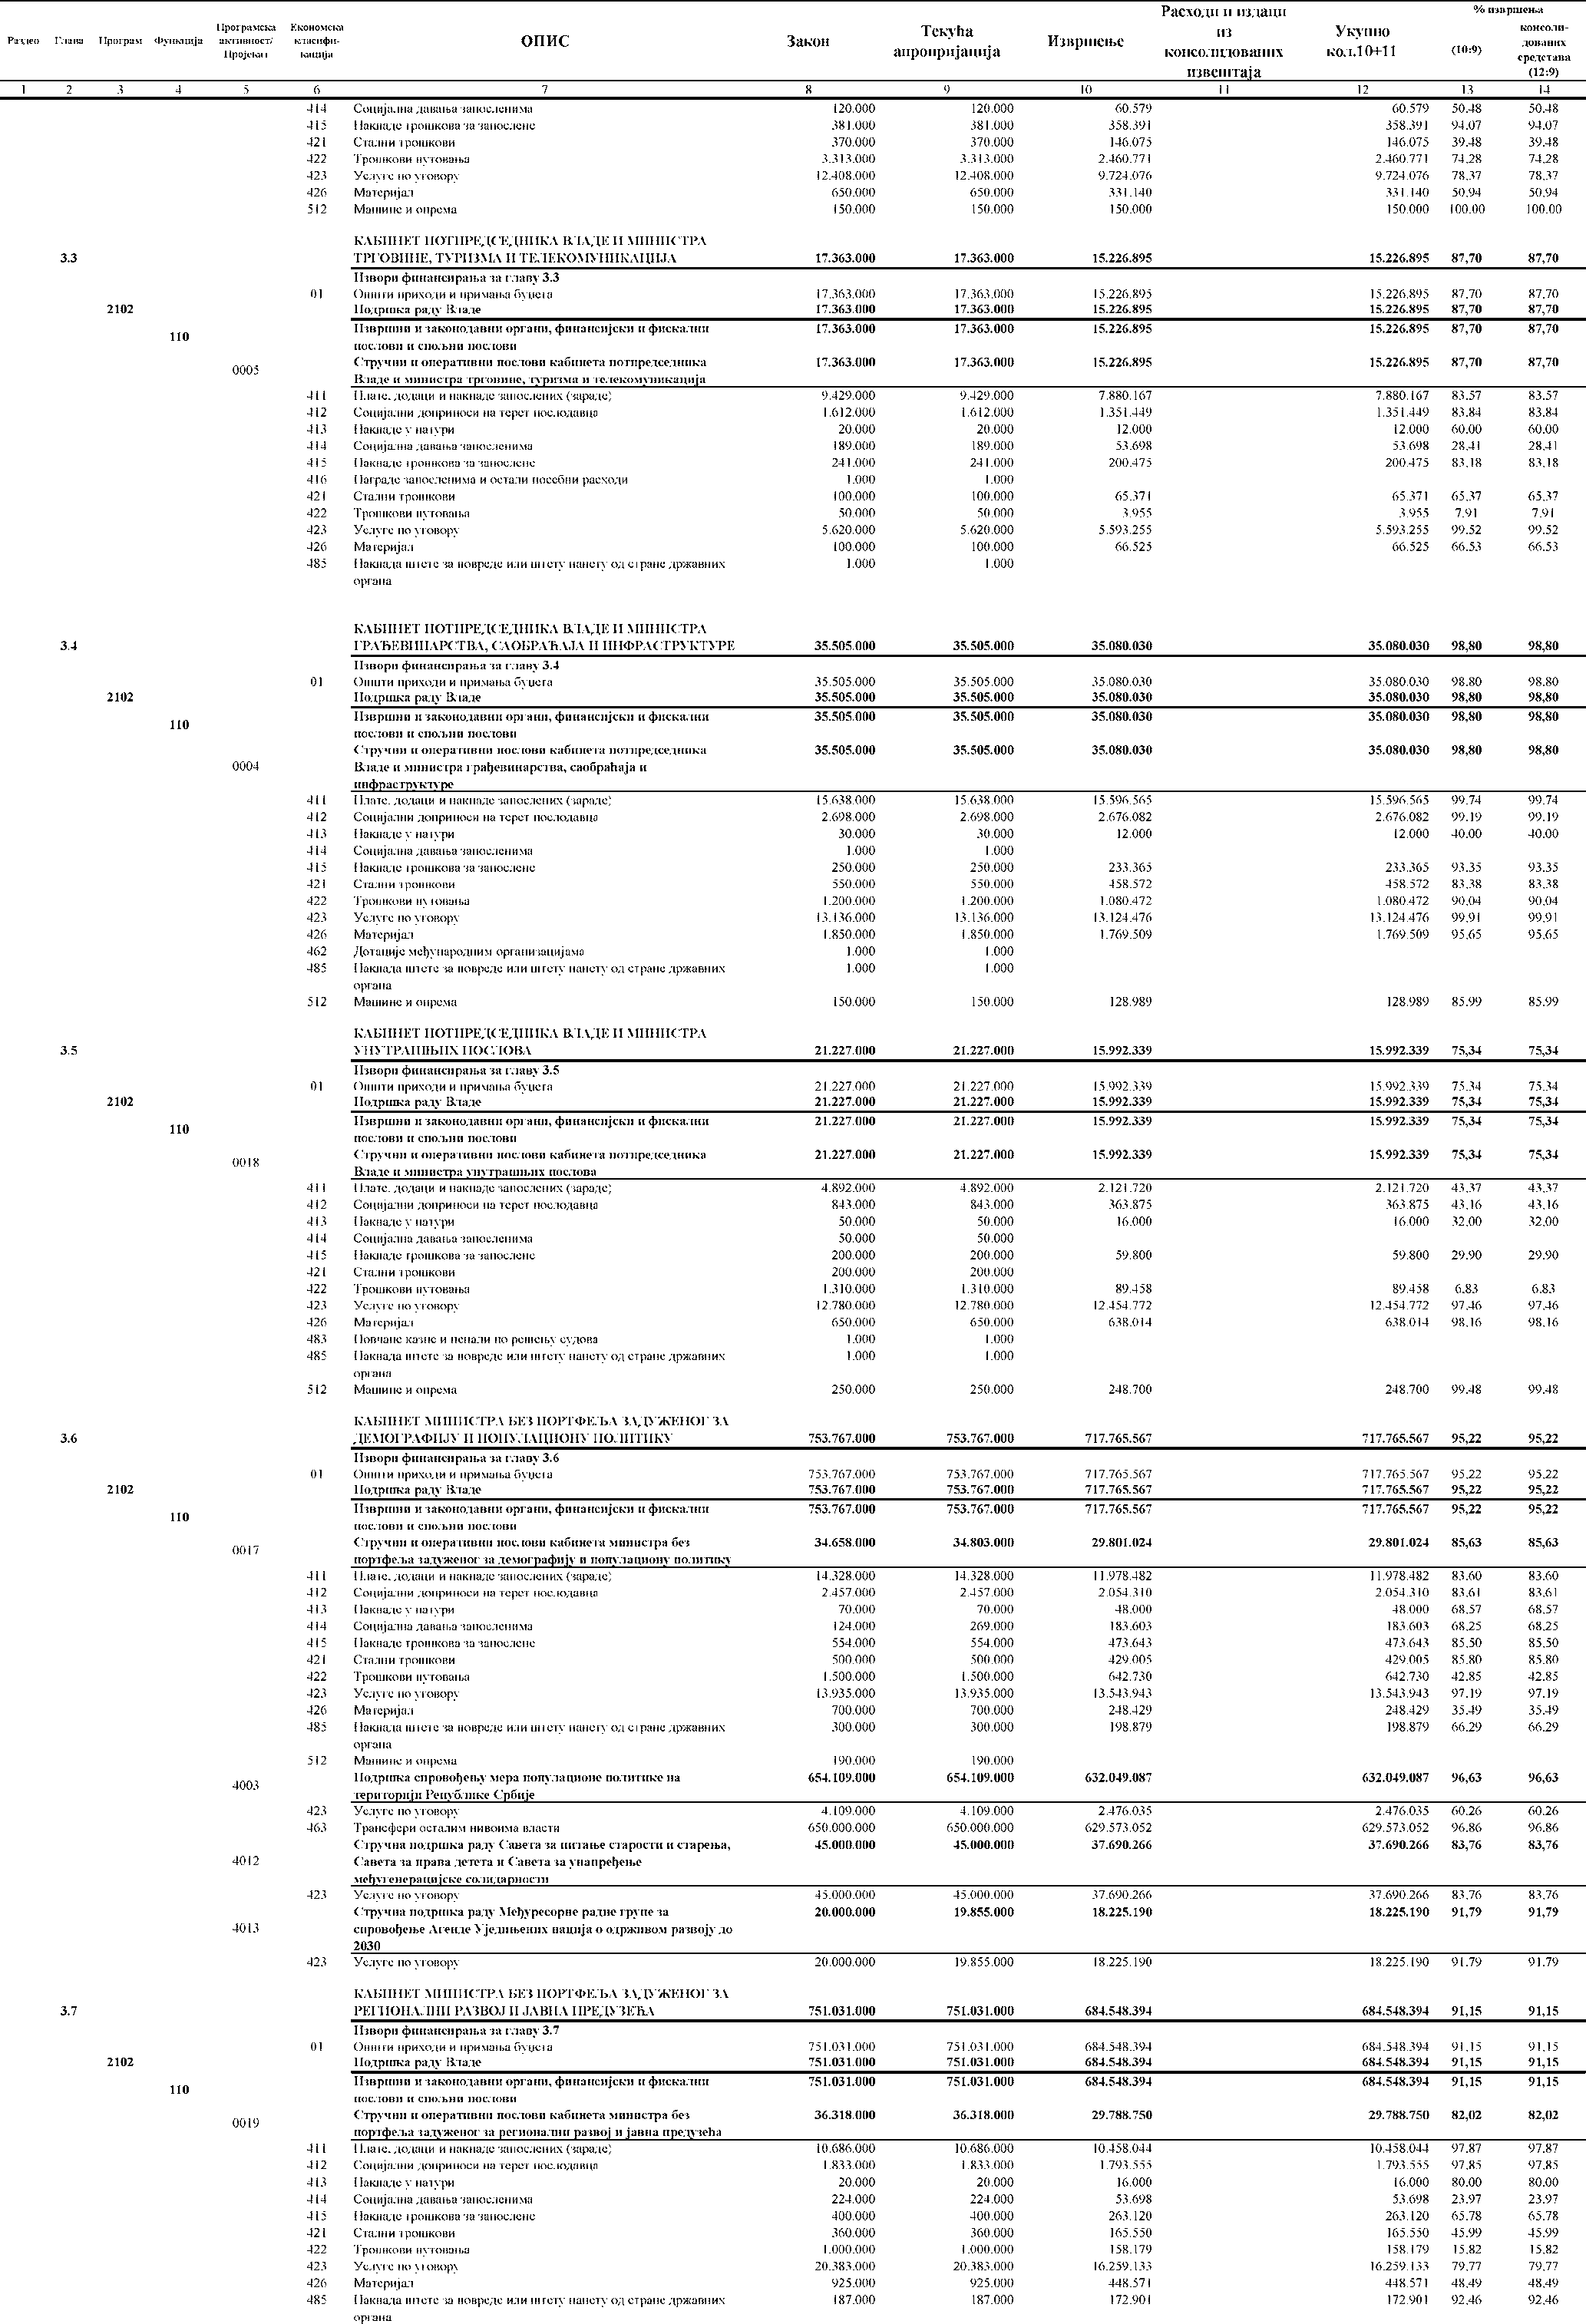 Раздео Глава Програм Функција Програмска активност/ Пројекат Економска класифи- кација ОПИС Закон Текућа апропријација Извршење Расходи и издаци из консолидованих извештаја Укупно кол.10+11 % извршења (10:9) консоли- дованих средстава (12:9)
1 2 3 4 5 6 7 8 9 10 11 12 13 14
414 Социјална давања запосленима 120.000 120.000 60.579 60.579 50,48 50,48
415 Накнаде трошкова за запослене 381.000 381.000 358.391 358.391 94,07 94,07
421 Стални трошкови 370.000 370.000 146.075 146.075 39,48 39,48
422 Трошкови путовања 3.313.000 3.313.000 2.460.771 2.460.771 74,28 74,28
423 Услуге по уговору 12.408.000 12.408.000 9.724.076 9.724.076 78,37 78,37
426 Материјал 650.000 650.000 331.140 331.140 50,94 50,94
512 Машине и опрема 150.000 150.000 150.000 150.000 100,00 100,00
КАБИНЕТ ПОТПРЕДСЕДНИКА ВЛАДЕ И МИНИСТРА
3.3 ТРГОВИНЕ, ТУРИЗМА И ТЕЛЕКОМУНИКАЦИЈА 17.363.000 17.363.000 15.226.895 15.226.895 87,70 87,70
Извори финансирања за главу 3.3
01 Општи приходи и примања буџета 17.363.000 17.363.000 15.226.895 15.226.895 87,70 87,70
2102 Подршка раду Владе 17.363.000 17.363.000 15.226.895 15.226.895 87,70 87,70
110 Извршни и законодавни органи, финансијски и фискални 17.363.000 17.363.000 15.226.895 15.226.895 87,70 87,70
послови и спољни послови
0005 Стручни и оперативни послови кабинета потпредседника 17.363.000 17.363.000 15.226.895 15.226.895 87,70 87,70
Владе и министра трговине, туризма и телекомуникација
411 Плате, додаци и накнаде запослених (зараде) 9.429.000 9.429.000 7.880.167 7.880.167 83,57 83,57
412 Социјални доприноси на терет послодавца 1.612.000 1.612.000 1.351.449 1.351.449 83,84 83,84
413 Накнаде у натури 20.000 20.000 12.000 12.000 60,00 60,00
414 Социјална давања запосленима 189.000 189.000 53.698 53.698 28,41 28,41
415 Накнаде трошкова за запослене 241.000 241.000 200.475 200.475 83,18 83,18
416 Награде запосленима и остали посебни расходи 1.000 1.000
421 Стални трошкови 100.000 100.000 65.371 65.371 65,37 65,37
422 Трошкови путовања 50.000 50.000 3.955 3.955 7,91 7,91
423 Услуге по уговору 5.620.000 5.620.000 5.593.255 5.593.255 99,52 99,52
426 Материјал 100.000 100.000 66.525 66.525 66,53 66,53
485 Накнада штете за повреде или штету нанету од стране државних 1.000 1.000
органа
КАБИНЕТ ПОТПРЕДСЕДНИКА ВЛАДЕ И МИНИСТРА
3.4 ГРАЂЕВИНАРСТВА, САОБРАЋАЈА И ИНФРАСТРУКТУРЕ 35.505.000 35.505.000 35.080.030 35.080.030 98,80 98,80
Извори финансирања за главу 3.4
01 Општи приходи и примања буџета 35.505.000 35.505.000 35.080.030 35.080.030 98,80 98,80
2102 Подршка раду Владе 35.505.000 35.505.000 35.080.030 35.080.030 98,80 98,80
110 Извршни и законодавни органи, финансијски и фискални 35.505.000 35.505.000 35.080.030 35.080.030 98,80 98,80
послови и спољни послови
0004 Стручни и оперативни послови кабинета потпредседника 35.505.000 35.505.000 35.080.030 35.080.030 98,80 98,80
Владе и министра грађевинарства, саобраћаја и
инфраструктуре
411 Плате, додаци и накнаде запослених (зараде) 15.638.000 15.638.000 15.596.565 15.596.565 99,74 99,74
412 Социјални доприноси на терет послодавца 2.698.000 2.698.000 2.676.082 2.676.082 99,19 99,19
413 Накнаде у натури 30.000 30.000 12.000 12.000 40,00 40,00
414 Социјална давања запосленима 1.000 1.000
415 Накнаде трошкова за запослене 250.000 250.000 233.365 233.365 93,35 93,35
421 Стални трошкови 550.000 550.000 458.572 458.572 83,38 83,38
422 Трошкови путовања 1.200.000 1.200.000 1.080.472 1.080.472 90,04 90,04
423 Услуге по уговору 13.136.000 13.136.000 13.124.476 13.124.476 99,91 99,91
426 Материјал 1.850.000 1.850.000 1.769.509 1.769.509 95,65 95,65
462 Дотације међународним организацијама 1.000 1.000
485 Накнада штете за повреде или штету нанету од стране државних 1.000 1.000
органа
512 Машине и опрема 150.000 150.000 128.989 128.989 85,99 85,99
КАБИНЕТ ПОТПРЕДСЕДНИКА ВЛАДЕ И МИНИСТРА
3.5 УНУТРАШЊИХ ПОСЛОВА 21.227.000 21.227.000 15.992.339 15.992.339 75,34 75,34
Извори финансирања за главу 3.5
01 Општи приходи и примања буџета 21.227.000 21.227.000 15.992.339 15.992.339 75,34 75,34
2102 Подршка раду Владе 21.227.000 21.227.000 15.992.339 15.992.339 75,34 75,34
110 Извршни и законодавни органи, финансијски и фискални 21.227.000 21.227.000 15.992.339 15.992.339 75,34 75,34
послови и спољни послови
0018 Стручни и оперативни послови кабинета потпредседника 21.227.000 21.227.000 15.992.339 15.992.339 75,34 75,34
Владе и министра унутрашњих послова
411 Плате, додаци и накнаде запослених (зараде) 4.892.000 4.892.000 2.121.720 2.121.720 43,37 43,37
412 Социјални доприноси на терет послодавца 843.000 843.000 363.875 363.875 43,16 43,16
413 Накнаде у натури 50.000 50.000 16.000 16.000 32,00 32,00
414 Социјална давања запосленима 50.000 50.000
415 Накнаде трошкова за запослене 200.000 200.000 59.800 59.800 29,90 29,90
421 Стални трошкови 200.000 200.000
422 Трошкови путовања 1.310.000 1.310.000 89.458 89.458 6,83 6,83
423 Услуге по уговору 12.780.000 12.780.000 12.454.772 12.454.772 97,46 97,46
426 Материјал 650.000 650.000 638.014 638.014 98,16 98,16
483 Новчане казне и пенали по решењу судова 1.000 1.000
485 Накнада штете за повреде или штету нанету од стране државних 1.000 1.000
органа
512 Машине и опрема 250.000 250.000 248.700 248.700 99,48 99,48
КАБИНЕТ МИНИСТРА БЕЗ ПОРТФЕЉА ЗАДУЖЕНОГ ЗА
3.6 ДЕМОГРАФИЈУ И ПОПУЛАЦИОНУ ПОЛИТИКУ 753.767.000 753.767.000 717.765.567 717.765.567 95,22 95,22
Извори финансирања за главу 3.6
01 Општи приходи и примања буџета 753.767.000 753.767.000 717.765.567 717.765.567 95,22 95,22
2102 Подршка раду Владе 753.767.000 753.767.000 717.765.567 717.765.567 95,22 95,22
110 Извршни и законодавни органи, финансијски и фискални 753.767.000 753.767.000 717.765.567 717.765.567 95,22 95,22
послови и спољни послови
0017 Стручни и оперативни послови кабинета министра без 34.658.000 34.803.000 29.801.024 29.801.024 85,63 85,63
портфеља задуженог за демографију и популациону политику
411 Плате, додаци и накнаде запослених (зараде) 14.328.000 14.328.000 11.978.482 11.978.482 83,60 83,60
412 Социјални доприноси на терет послодавца 2.457.000 2.457.000 2.054.310 2.054.310 83,61 83,61
413 Накнаде у натури 70.000 70.000 48.000 48.000 68,57 68,57
414 Социјална давања запосленима 124.000 269.000 183.603 183.603 68,25 68,25
415 Накнаде трошкова за запослене 554.000 554.000 473.643 473.643 85,50 85,50
421 Стални трошкови 500.000 500.000 429.005 429.005 85,80 85,80
422 Трошкови путовања 1.500.000 1.500.000 642.730 642.730 42,85 42,85
423 Услуге по уговору 13.935.000 13.935.000 13.543.943 13.543.943 97,19 97,19
426 Материјал 700.000 700.000 248.429 248.429 35,49 35,49
485 Накнада штете за повреде или штету нанету од стране државних 300.000 300.000 198.879 198.879 66,29 66,29
органа
512 Машине и опрема 190.000 190.000
4003 Подршка спровођењу мера популационе политике на 654.109.000 654.109.000 632.049.087 632.049.087 96,63 96,63
територији Републике Србије
423 Услуге по уговору 4.109.000 4.109.000 2.476.035 2.476.035 60,26 60,26
463 Трансфери осталим нивоима власти 650.000.000 650.000.000 629.573.052 629.573.052 96,86 96,86
Стручна подршка раду Савета за питање старости и старења, 45.000.000 45.000.000 37.690.266 37.690.266 83,76 83,76
4012 Савета за права детета и Савета за унапређење
међугенерацијске солидарности
423 Услуге по уговору 45.000.000 45.000.000 37.690.266 37.690.266 83,76 83,76
Стручна подршка раду Међуресорне радне групе за 20.000.000 19.855.000 18.225.190 18.225.190 91,79 91,79
4013 спровођење Агенде Уједињених нација о одрживом развоју до
2030
423 Услуге по уговору 20.000.000 19.855.000 18.225.190 18.225.190 91,79 91,79
КАБИНЕТ МИНИСТРА БЕЗ ПОРТФЕЉА ЗАДУЖЕНОГ ЗА
3.7 РЕГИОНАЛНИ РАЗВОЈ И ЈАВНА ПРЕДУЗЕЋА 751.031.000 751.031.000 684.548.394 684.548.394 91,15 91,15
Извори финансирања за главу 3.7
01 Општи приходи и примања буџета 751.031.000 751.031.000 684.548.394 684.548.394 91,15 91,15
2102 Подршка раду Владе 751.031.000 751.031.000 684.548.394 684.548.394 91,15 91,15
110 Извршни и законодавни органи, финансијски и фискални 751.031.000 751.031.000 684.548.394 684.548.394 91,15 91,15
послови и спољни послови
0019 Стручни и оперативни послови кабинета министра без 36.318.000 36.318.000 29.788.750 29.788.750 82,02 82,02
портфеља задуженог за регионални развој и јавна предузећа
411 Плате, додаци и накнаде запослених (зараде) 10.686.000 10.686.000 10.458.044 10.458.044 97,87 97,87
412 Социјални доприноси на терет послодавца 1.833.000 1.833.000 1.793.555 1.793.555 97,85 97,85
413 Накнаде у натури 20.000 20.000 16.000 16.000 80,00 80,00
414 Социјална давања запосленима 224.000 224.000 53.698 53.698 23,97 23,97
415 Накнаде трошкова за запослене 400.000 400.000 263.120 263.120 65,78 65,78
421 Стални трошкови 360.000 360.000 165.550 165.550 45,99 45,99
422 Трошкови путовања 1.000.000 1.000.000 158.179 158.179 15,82 15,82
423 Услуге по уговору 20.383.000 20.383.000 16.259.133 16.259.133 79,77 79,77
426 Материјал 925.000 925.000 448.571 448.571 48,49 48,49
485 Накнада штете за повреде или штету нанету од стране државних 187.000 187.000 172.901 172.901 92,46 92,46
органа